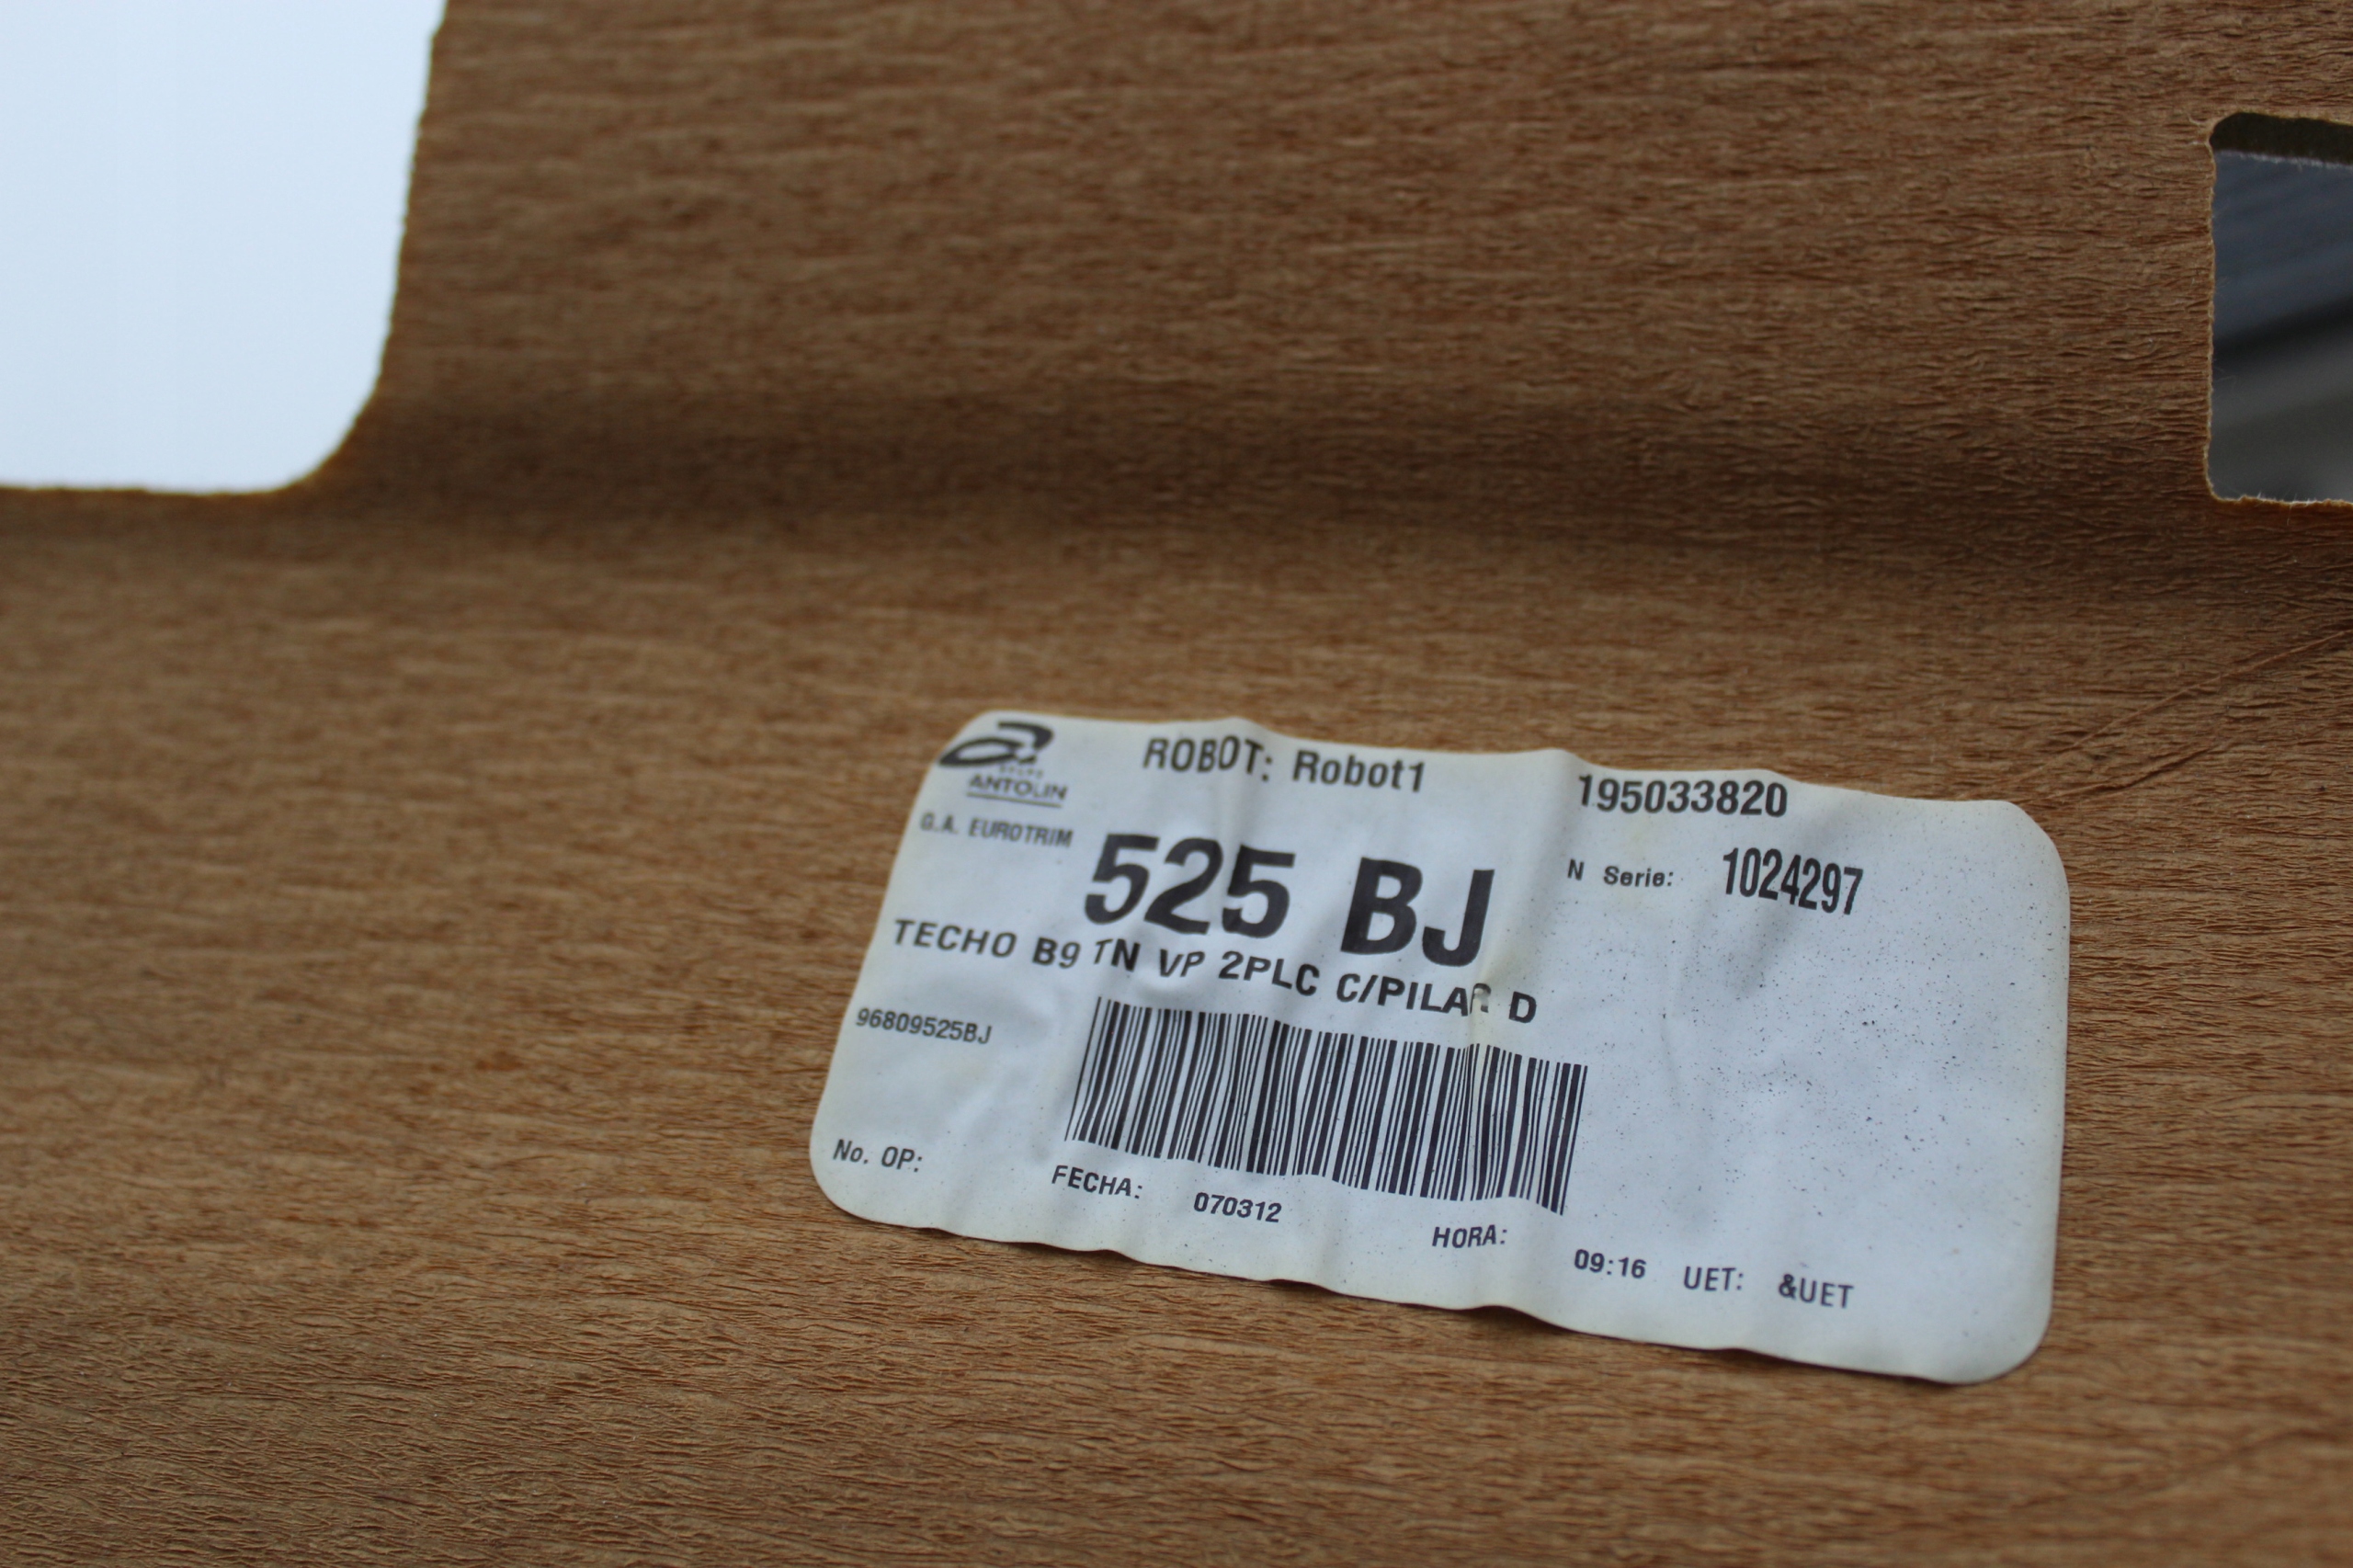 GRUPO
ANTOLIN
ROBOT: Robot1
195033820
G.A. EUROTRIM
525 BJ
N Serie: 1024297
TECHO B9 TN VP 2PLC C/PILAR D
96809525BJ
No. OP:
FECHA: 070312
HORA: 09:16 UET: &UET